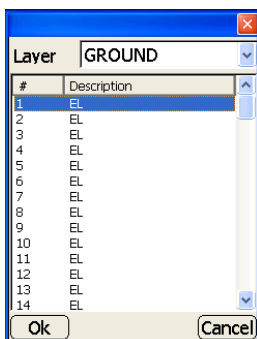 Layer GROUND
# Description
1 EL
2 EL
3 EL
4 EL
5 EL
6 EL
7 EL
8 EL
9 EL
10 EL
11 EL
12 EL
13 EL
14 EL
Ok Cancel